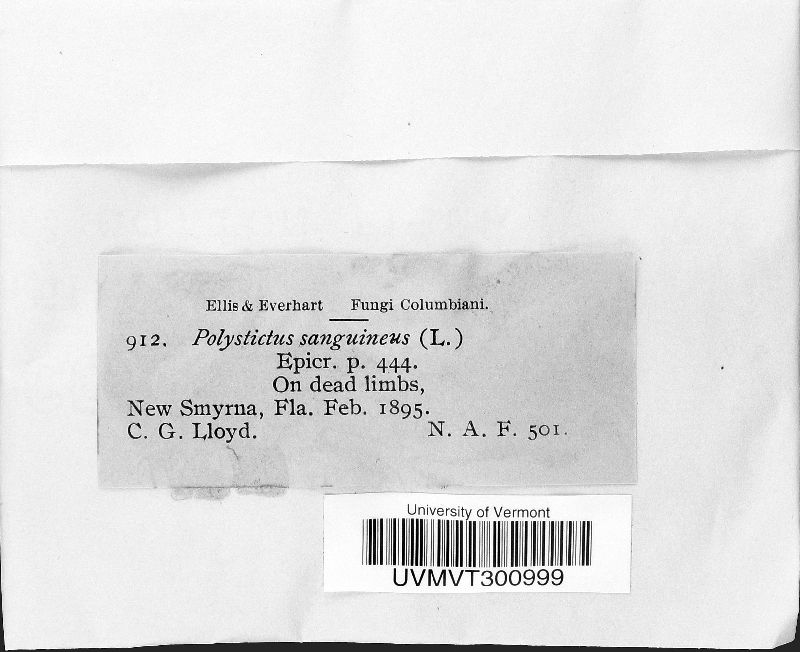 Ellis & Everhart Fungi Columbiani.
912. Polystictus sanguineus (L.)
Epicr. p. 444.
On dead limbs,
New Smyrna, Fla. Feb. 1895.
C. G. Lloyd. N. A. F. 501.
University of Vermont
UVMVT300999